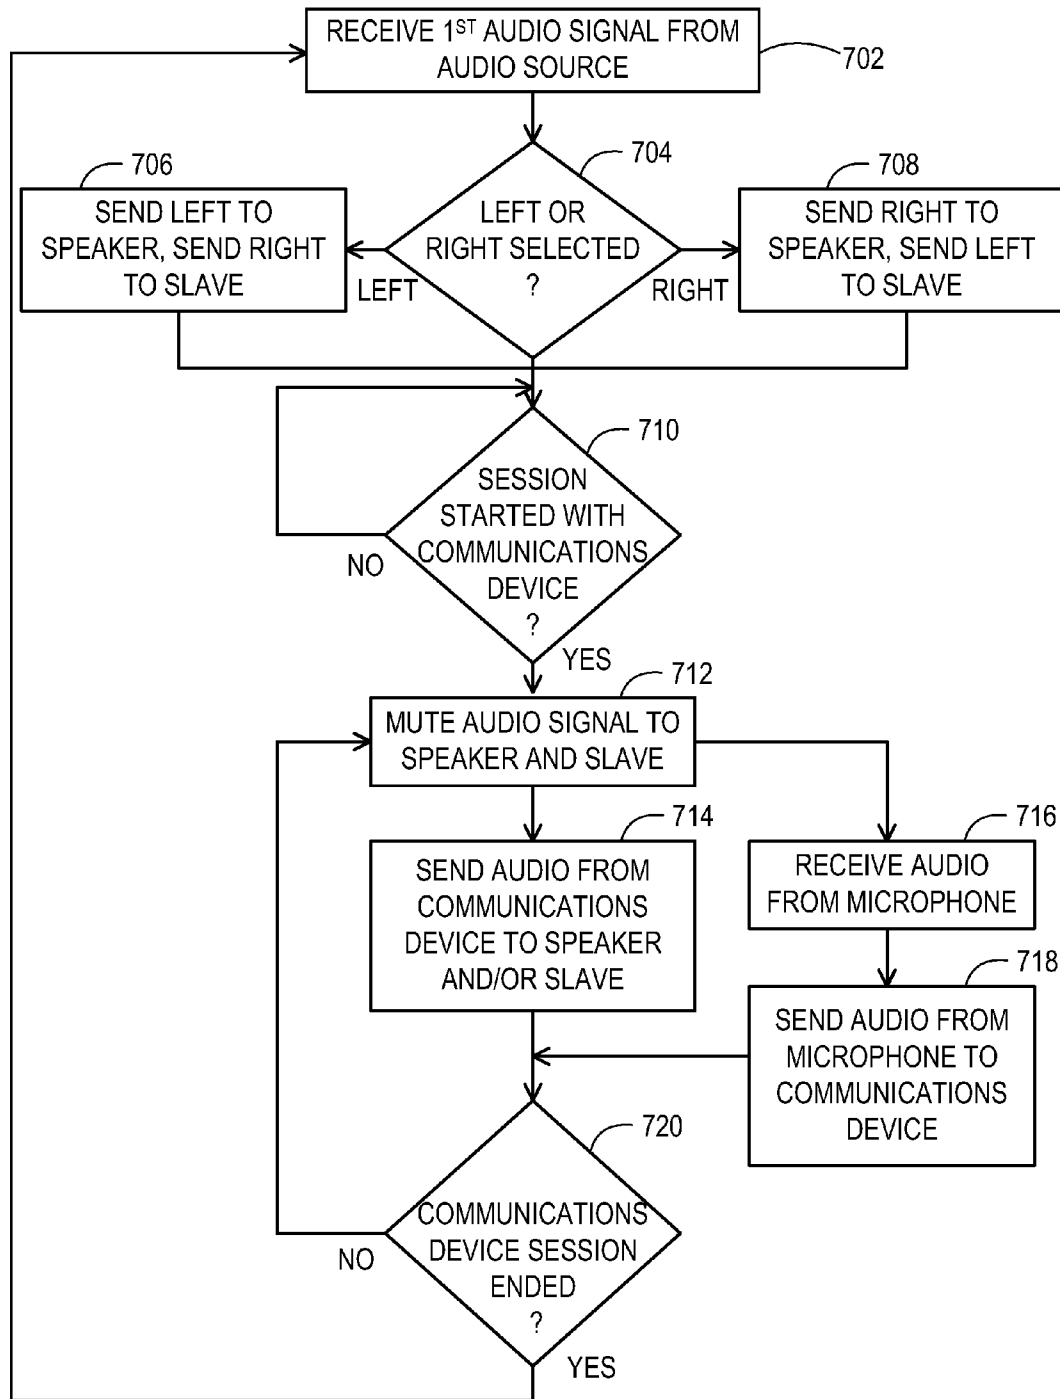 RECEIVE 1ST AUDIO SIGNAL FROM
AUDIO SOURCE
702
704
LEFT OR
RIGHT SELECTED
?
LEFT
RIGHT
706
SEND LEFT TO
SPEAKER, SEND RIGHT
TO SLAVE
708
SEND RIGHT TO
SPEAKER, SEND LEFT
TO SLAVE
710
SESSION
STARTED WITH
COMMUNICATIONS
DEVICE
?
NO
YES
712
MUTE AUDIO SIGNAL TO
SPEAKER AND SLAVE
714
SEND AUDIO FROM
COMMUNICATIONS
DEVICE TO SPEAKER
AND/OR SLAVE
716
RECEIVE AUDIO
FROM MICROPHONE
718
SEND AUDIO FROM
MICROPHONE TO
COMMUNICATIONS
DEVICE
720
COMMUNICATIONS
DEVICE SESSION
ENDED
?
NO
YES